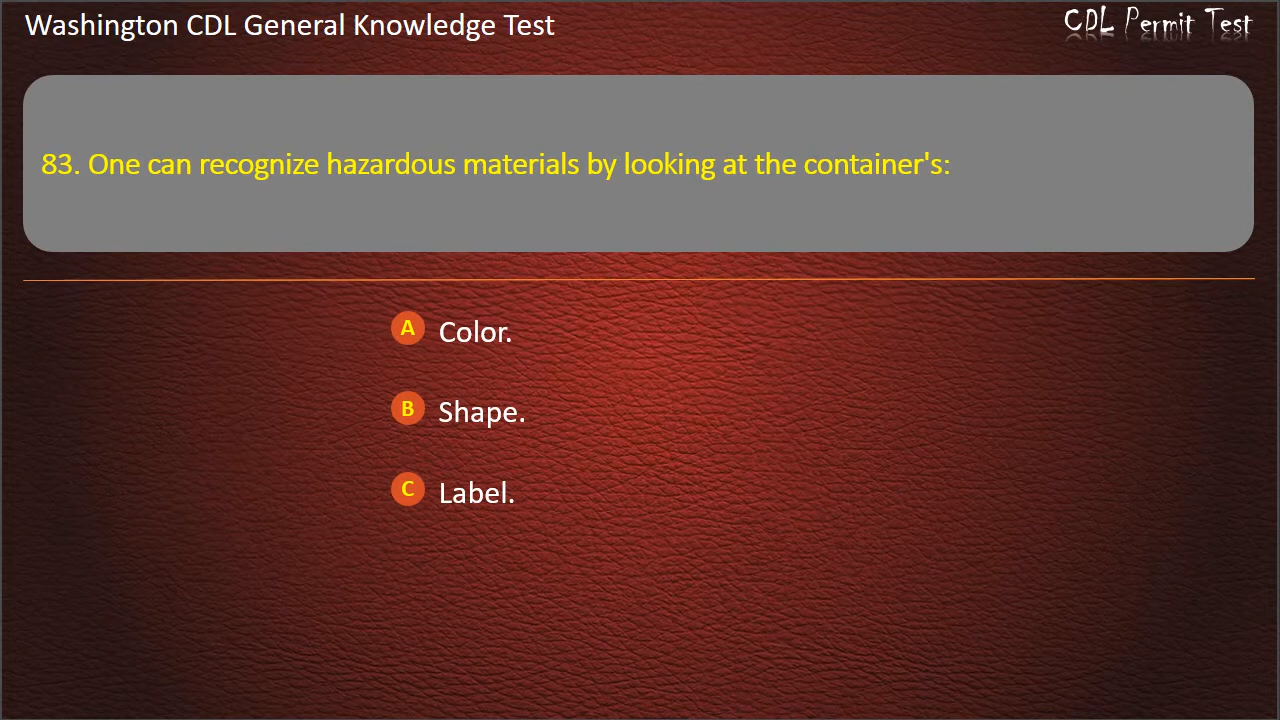 Washington CDL General Knowledge Test
CDL Permit Test
83. One can recognize hazardous materials by looking at the container's:
A Color.
B Shape.
C Label.